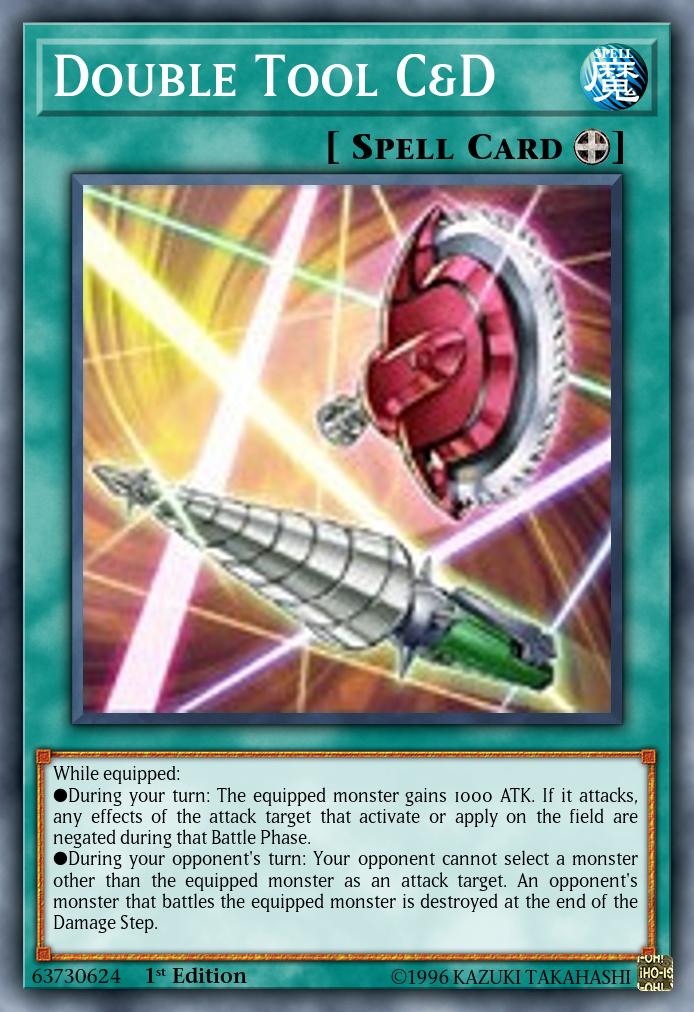 Double Tool C&D
SPELL
魔
[ Spell Card ]
While equipped:
●During your turn: The equipped monster gains 1000 ATK. If it attacks,
any effects of the attack target that activate or apply on the field are
negated during that Battle Phase.
●During your opponent's turn: Your opponent cannot select a monster
other than the equipped monster as an attack target. An opponent's
monster that battles the equipped monster is destroyed at the end of the
Damage Step.
63730624 1st Edition ©1996 KAZUKI TAKAHASHI